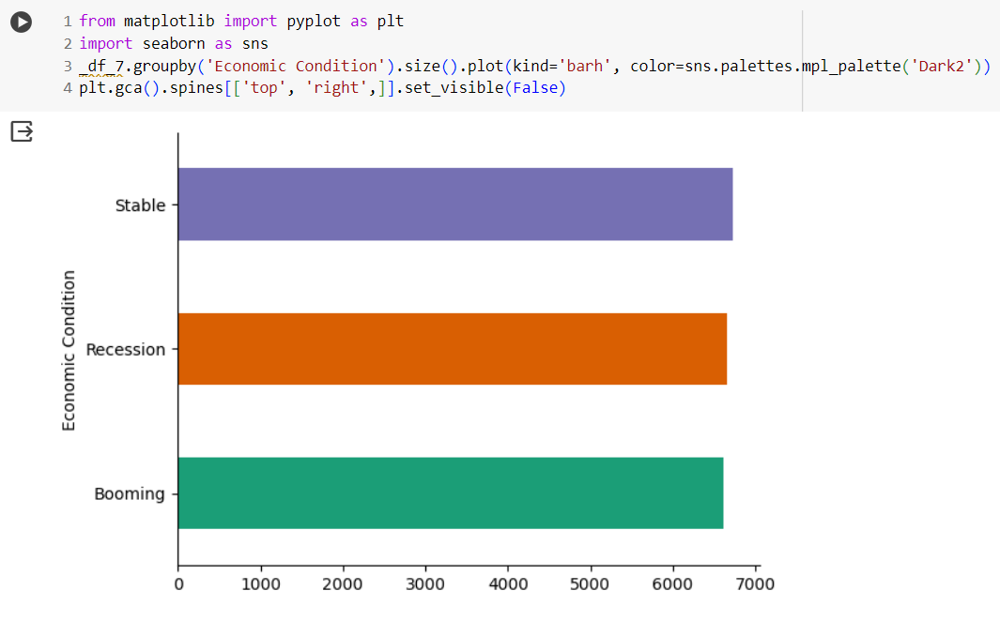 1 from matplotlib import pyplot as plt
2 import seaborn as sns
3 _df_7.groupby('Economic Condition').size().plot(kind='barh', color=sns.palettes.mpl_palette('Dark2'))
4 plt.gca().spines[['top', 'right',]].set_visible(False)
Stable
Recession
Booming
Economic Condition
0 1000 2000 3000 4000 5000 6000 7000